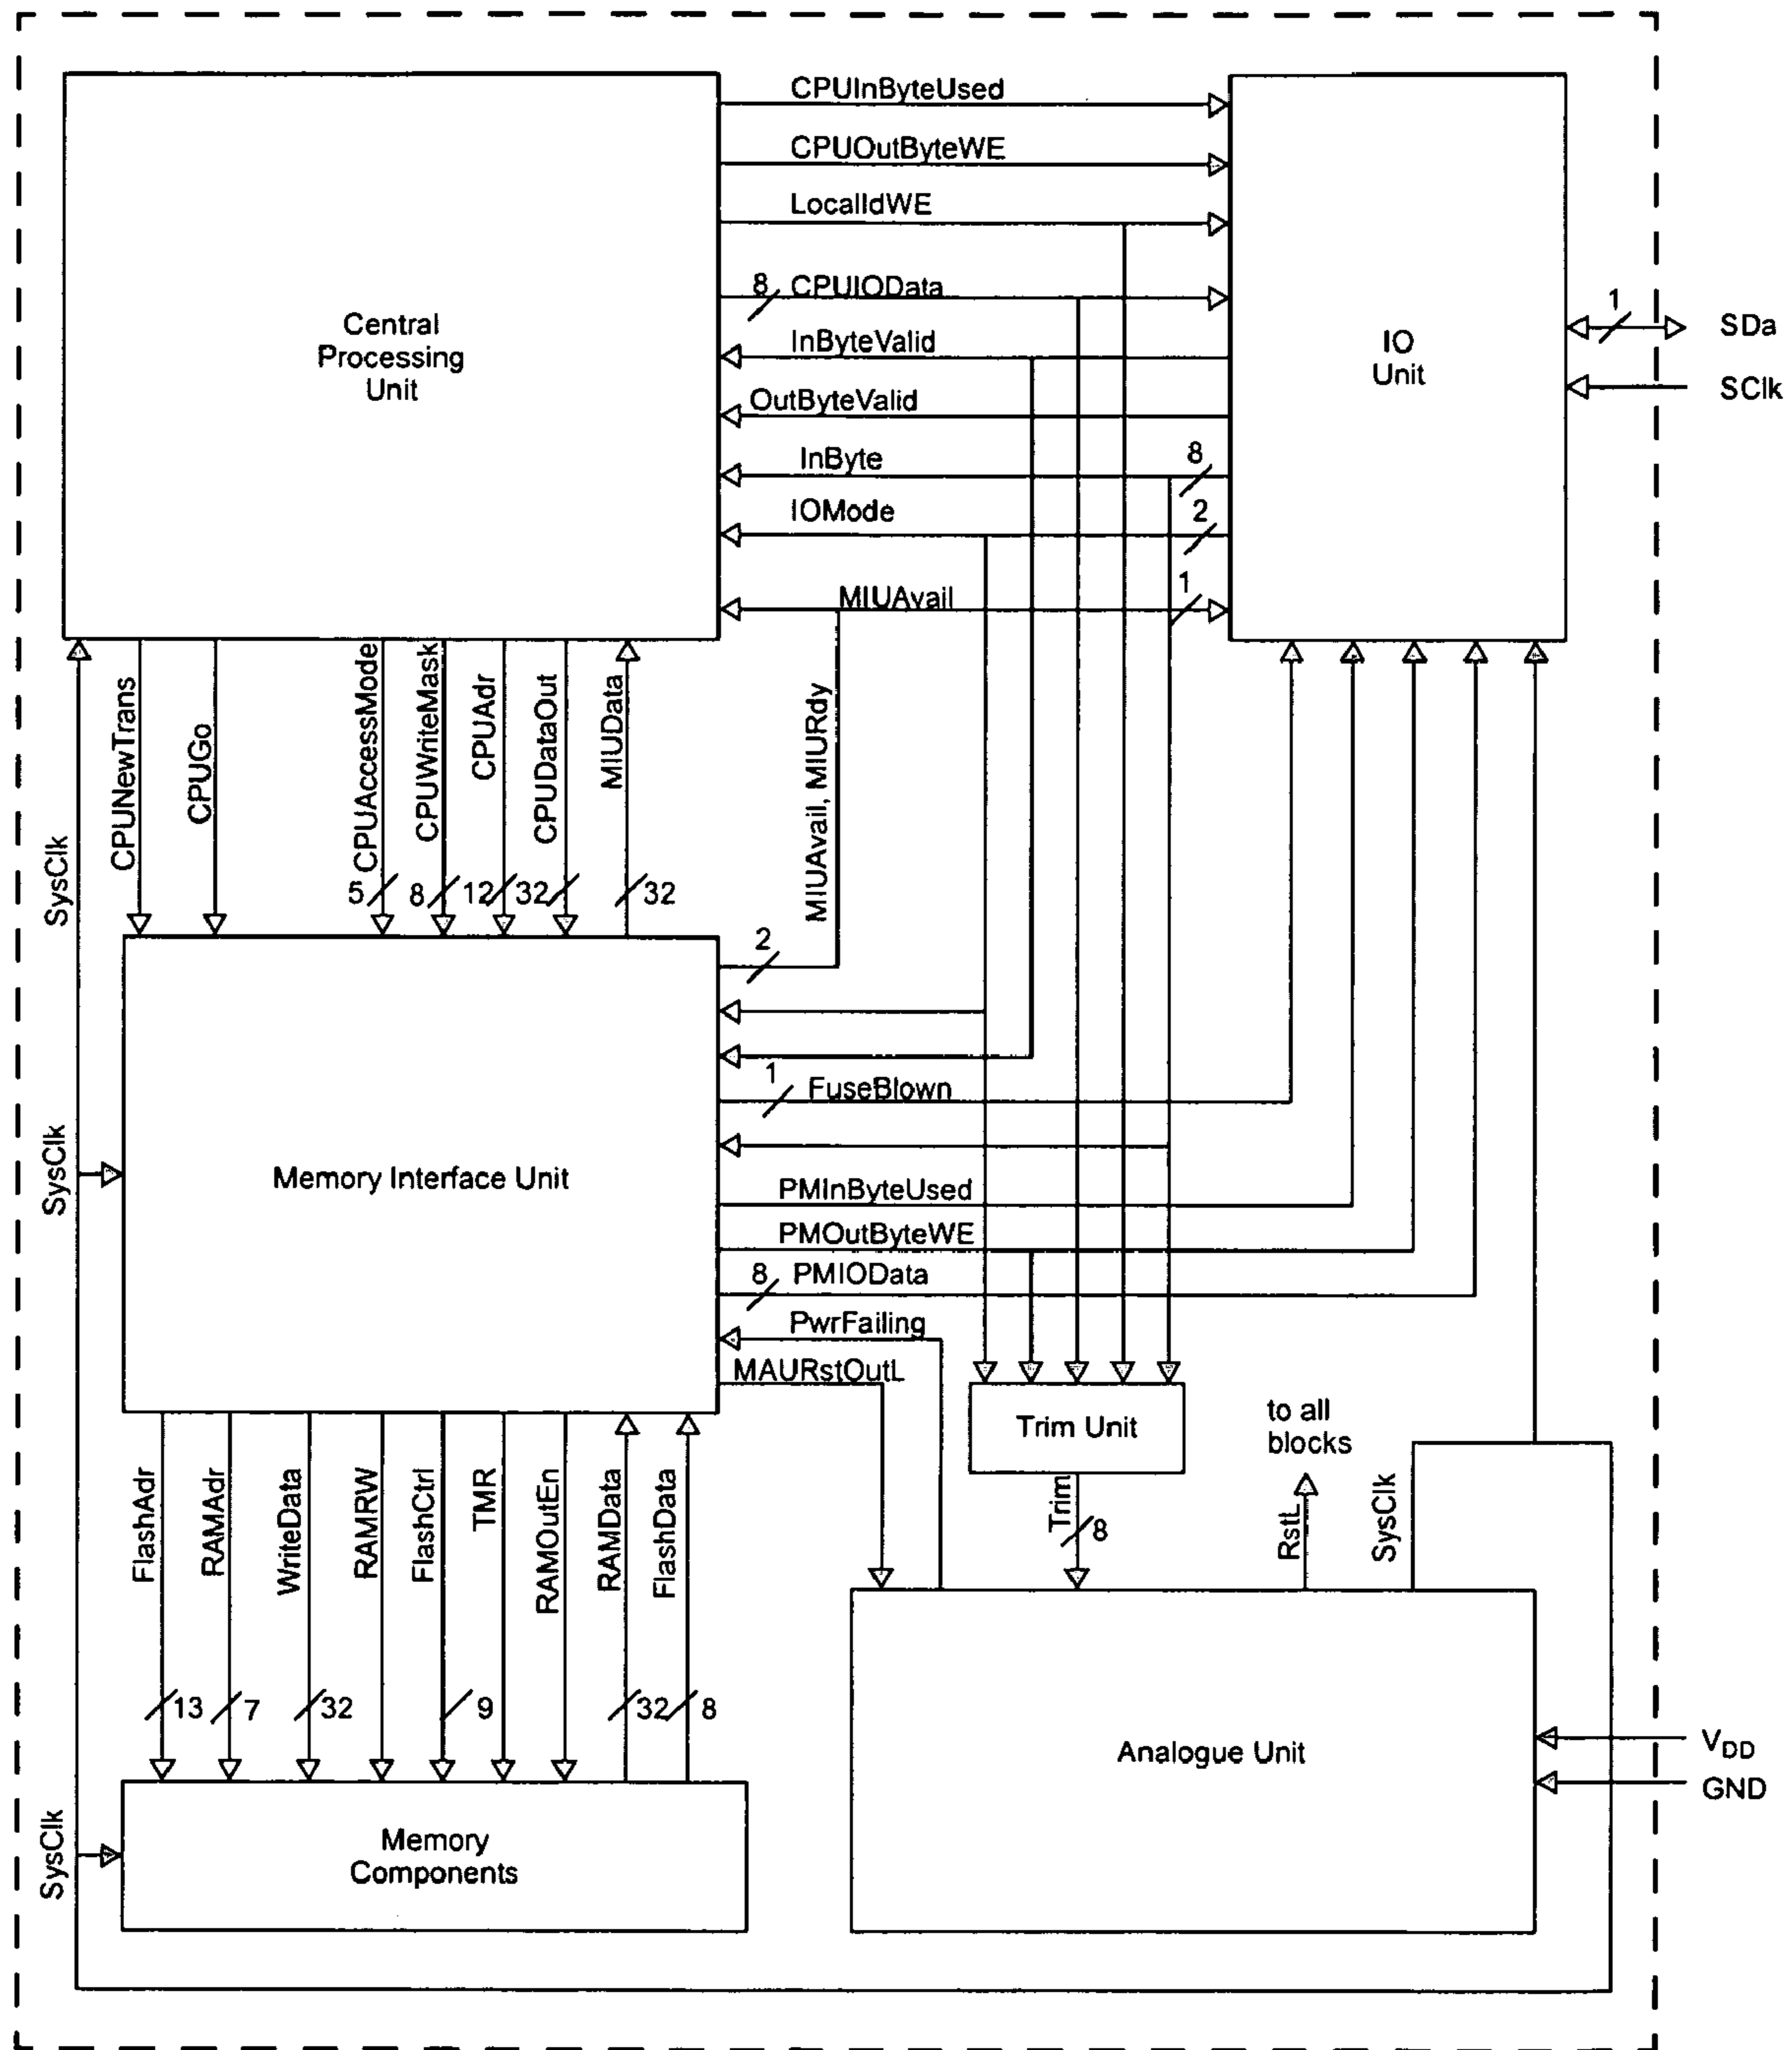 CPUInByteUsed
CPUOutByteWE
LocalIdWE
8 CPUIOData
InByteValid
OutByteValid
InByte 8
IOMode 2
MIUAvail 1
Central
Processing
Unit
IO
Unit
1 SDa
SClk
SysClk
CPUNewTrans
CPUGo
CPUAccessMode
CPUWriteMask
CPUAdr
CPUDataOut
MIUData
MIUAvail, MIURdy
5 8 12 32 32
2
1 FuseBlown
SysClk
Memory Interface Unit
PMInByteUsed
PMOutByteWE
8 PMIOData
PwrFailing
MAURstOutL
Trim Unit
to all
blocks
FlashAdr
RAMAdr
WriteData
RAMRW
FlashCtrl
TMR
RAMOutEn
RAMData
FlashData
Trim
8
RstL
SysClk
13 7 32 9 32 8
Analogue Unit
VDD
GND
SysClk
Memory
Components